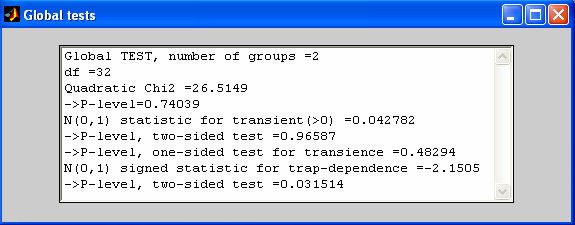 Global tests
Global TEST, number of groups =2
df =32
Quadratic Chi2 =26.5149
->P-level=0.74039
N(0,1) statistic for transient(>0) =0.042782
->P-level, two-sided test =0.96587
->P-level, one-sided test for transience =0.48294
N(0,1) signed statistic for trap-dependence =-2.1505
->P-level, two-sided test =0.031514